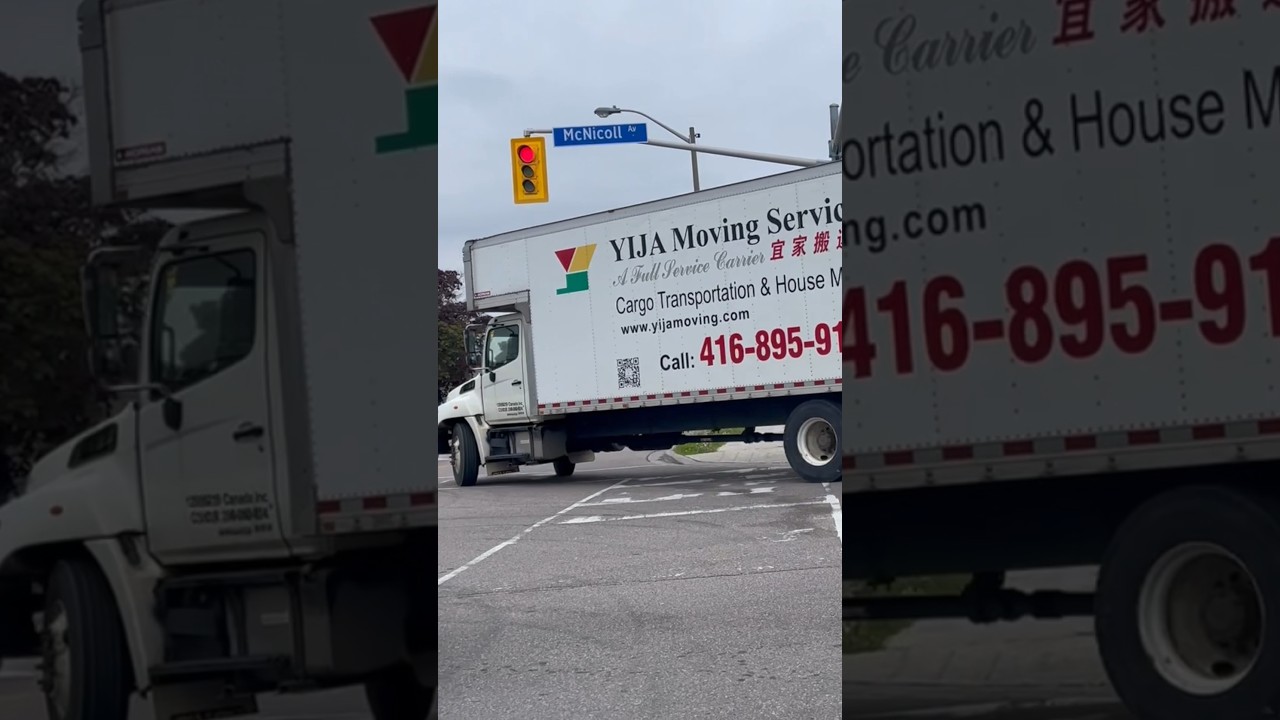 McNicoll Av
YIJA Moving Servic
A Full Service Carrier 宜家搬
Cargo Transportation & House M
www.yijamoving.com
Call: 416-895-91